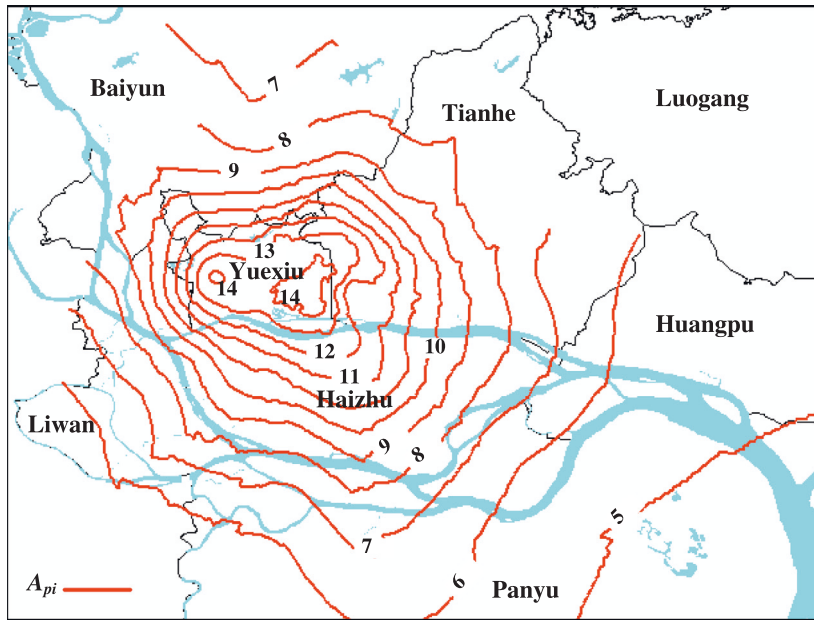 7
Baiyun
Luogang
Tianhe
8
9
13
Yuexiu
14
14
Huangpu
12
10
11
Haizhu
Liwan
9
8
5
7
6
A_pi
Panyu